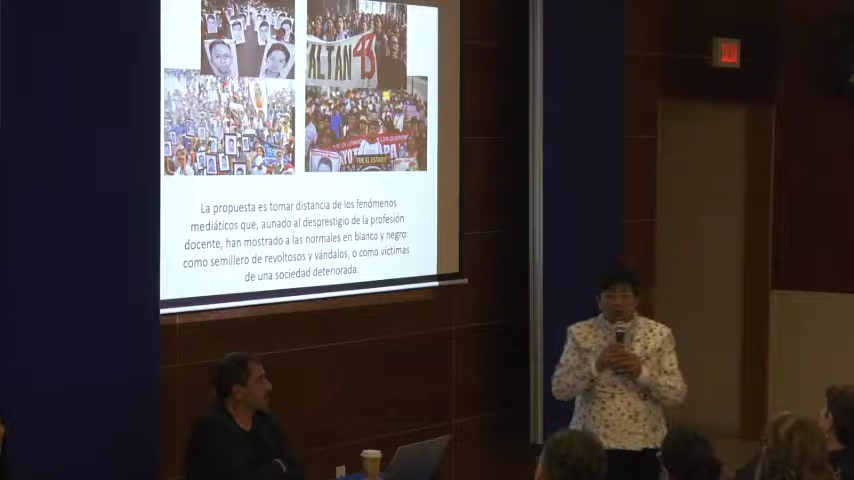 ALTAN 43
FUE EL ESTADO
La propuesta es tomar distancia de los fenómenos
mediáticos que, aunado al desprestigio de la profesión
docente, han mostrado a las normales en blanco y negro:
como semillero de revoltosos y vándalos, o como víctimas
de una sociedad deteriorada.